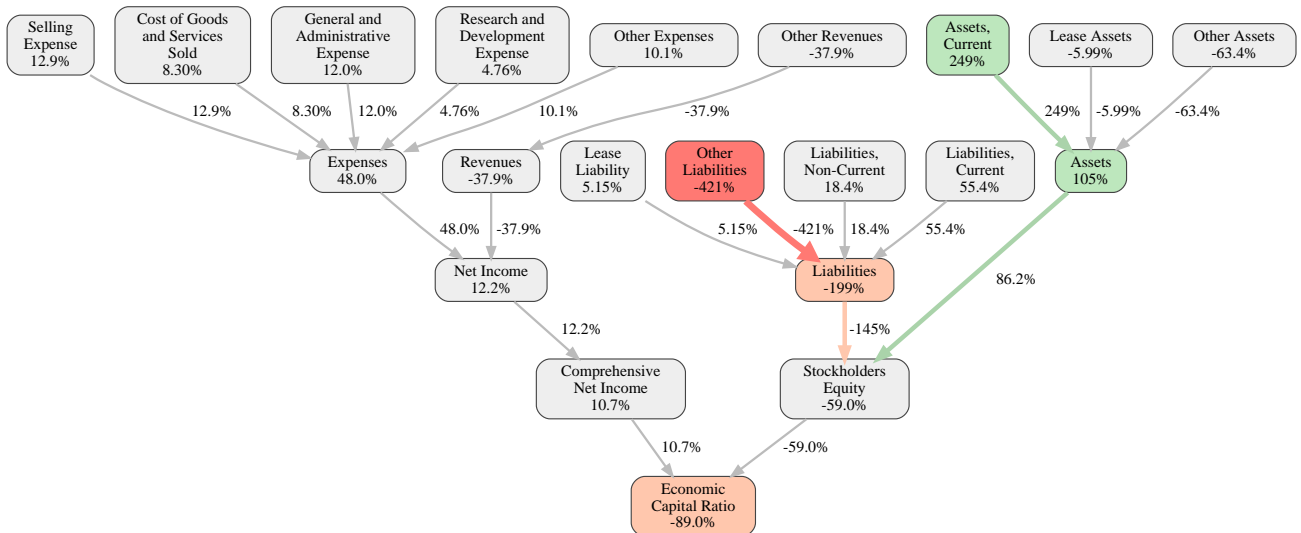 Selling
Expense
12.9%
Cost of Goods
and Services
Sold
8.30%
General and
Administrative
Expense
12.0%
Research and
Development
Expense
4.76%
Other Expenses
10.1%
Other Revenues
-37.9%
Assets,
Current
249%
Lease Assets
-5.99%
Other Assets
-63.4%
12.9%
8.30%
12.0%
4.76%
10.1%
-37.9%
249%
-5.99%
-63.4%
Expenses
48.0%
Revenues
-37.9%
Lease
Liability
5.15%
Other
Liabilities
-421%
Liabilities,
Non-Current
18.4%
Liabilities,
Current
55.4%
Assets
105%
48.0%
-37.9%
5.15%
-421%
18.4%
55.4%
86.2%
Net Income
12.2%
Liabilities
-199%
12.2%
-145%
Comprehensive
Net Income
10.7%
Stockholders
Equity
-59.0%
10.7%
-59.0%
Economic
Capital Ratio
-89.0%